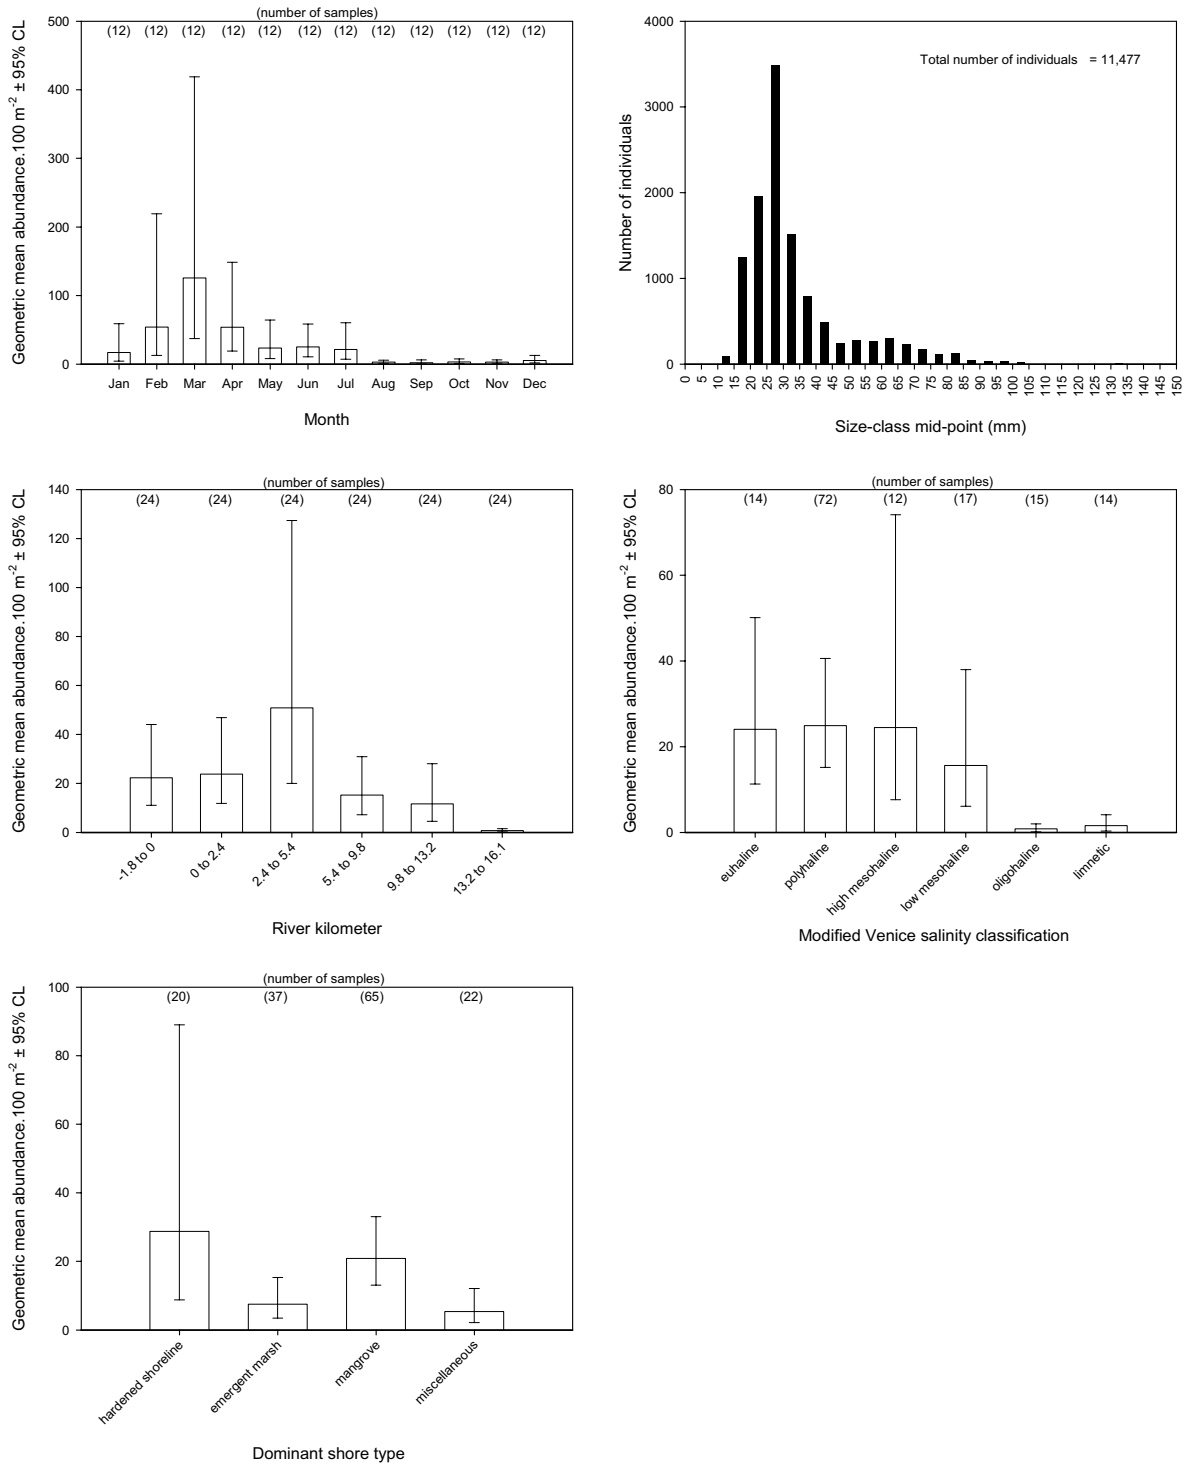 (number of samples)
(12) (12) (12) (12) (12) (12) (12) (12) (12) (12) (12) (12)
Geometric mean abundance.100 m-2 ± 95% CL
500
400
300
200
100
0
Jan Feb Mar Apr May Jun Jul Aug Sep Oct Nov Dec
Month
Total number of individuals = 11,477
Number of individuals
4000
3000
2000
1000
0
0 5 10 15 20 25 30 35 40 45 50 55 60 65 70 75 80 85 90 95 100 105 110 115 120 125 130 135 140 145 150
Size-class mid-point (mm)
(number of samples)
(24) (24) (24) (24) (24) (24)
Geometric mean abundance.100 m-2 ± 95% CL
140
120
100
80
60
40
20
0
-1.8 to 0 0 to 2.4 2.4 to 5.4 5.4 to 9.8 9.8 to 13.2 13.2 to 16.1
River kilometer
(number of samples)
(14) (72) (12) (17) (15) (14)
Geometric mean abundance.100 m-2 ± 95% CL
80
60
40
20
0
euhaline polyhaline high mesohaline low mesohaline oligohaline limnetic
Modified Venice salinity classification
(number of samples)
(20) (37) (65) (22)
Geometric mean abundance.100 m-2 ± 95% CL
100
80
60
40
20
0
hardened shoreline emergent marsh mangrove miscellaneous
Dominant shore type